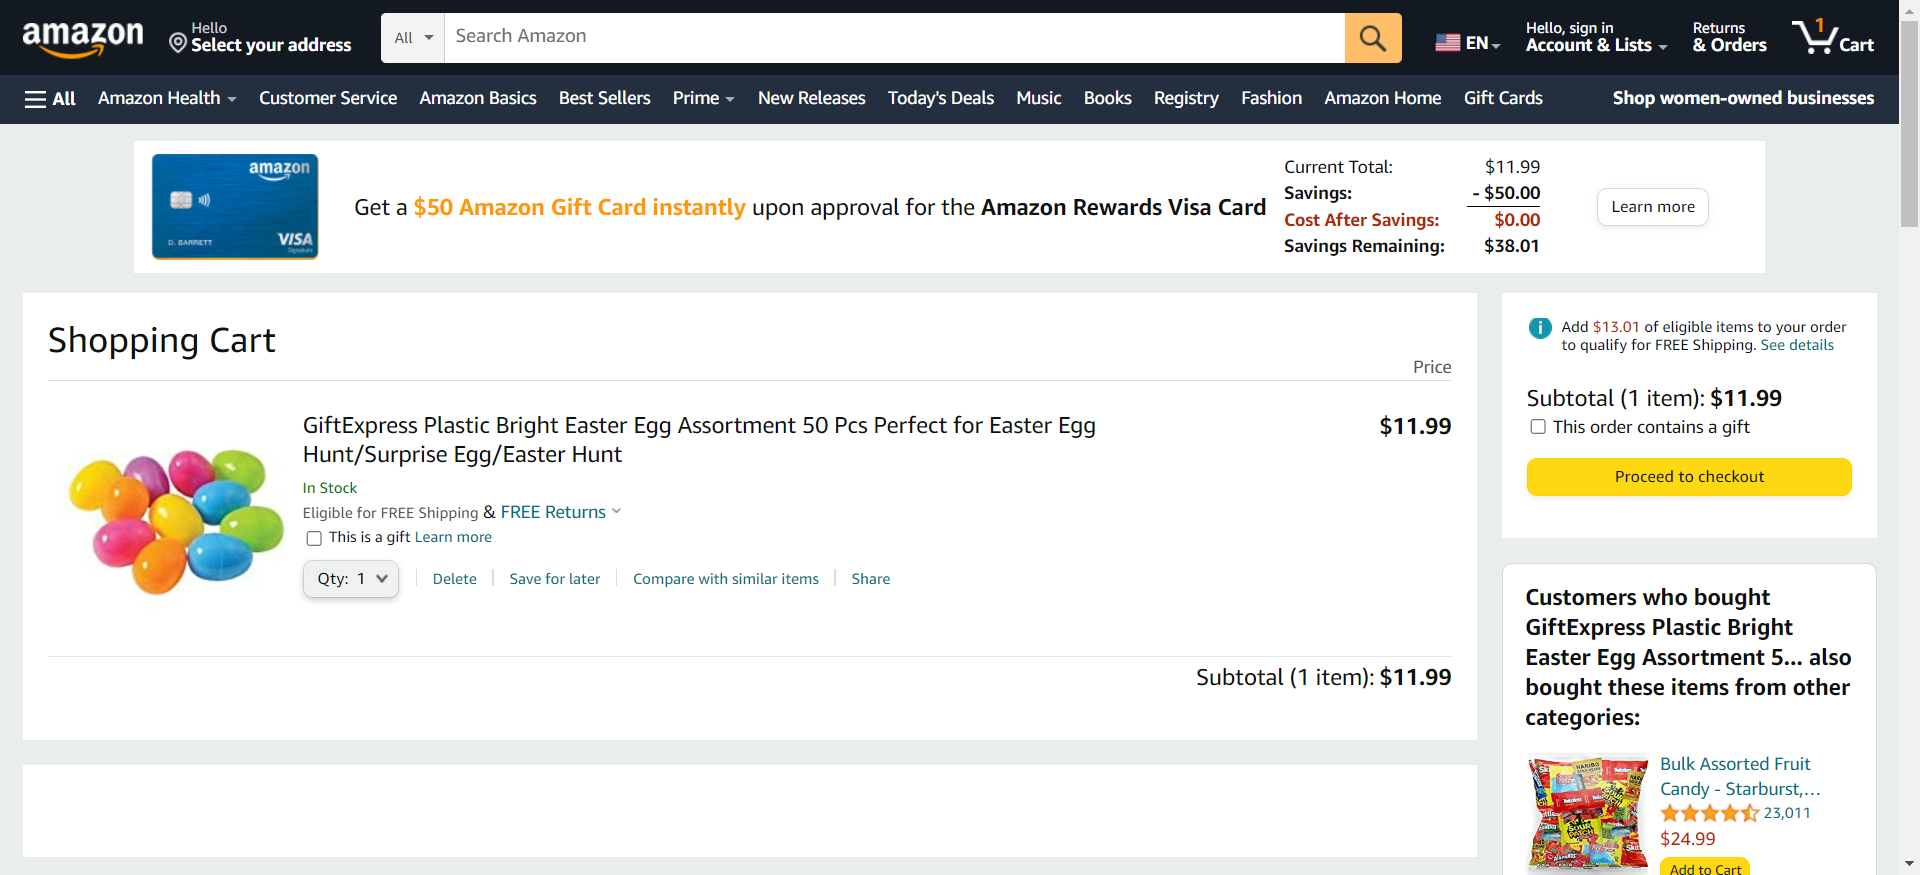 amazon
Hello
Select your address
All
Search Amazon
EN
Hello, sign in
Account & Lists
Returns
& Orders
1
Cart
All
Amazon Health
Customer Service
Amazon Basics
Best Sellers
Prime
New Releases
Today's Deals
Music
Books
Registry
Fashion
Amazon Home
Gift Cards
Shop women-owned businesses
amazon
D. BARRETT
VISA
Signature
Get a $50 Amazon Gift Card instantly upon approval for the Amazon Rewards Visa Card
Current Total: $11.99
Savings: - $50.00
Cost After Savings: $0.00
Savings Remaining: $38.01
Learn more
Shopping Cart
Price
GiftExpress Plastic Bright Easter Egg Assortment 50 Pcs Perfect for Easter Egg
Hunt/Surprise Egg/Easter Hunt
$11.99
In Stock
Eligible for FREE Shipping & FREE Returns
This is a gift Learn more
Qty: 1
Delete
Save for later
Compare with similar items
Share
Subtotal (1 item): $11.99
Add $13.01 of eligible items to your order
to qualify for FREE Shipping. See details
Subtotal (1 item): $11.99
This order contains a gift
Proceed to checkout
Customers who bought
GiftExpress Plastic Bright
Easter Egg Assortment 5... also
bought these items from other
categories:
Bulk Assorted Fruit
Candy - Starburst,...
23,011
$24.99
Add to Cart